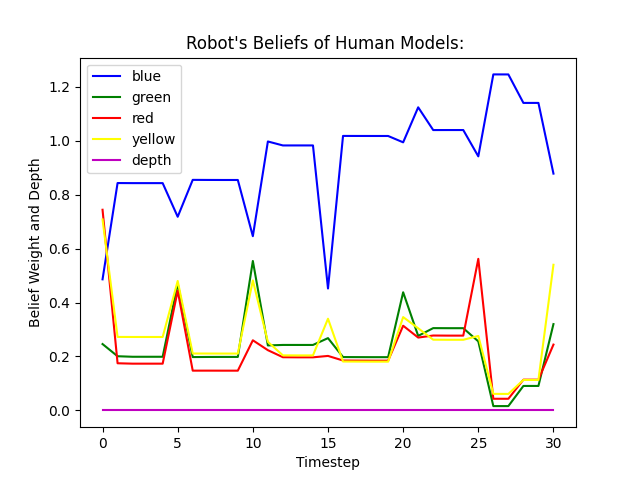 Robot's Beliefs of Human Models:
blue
green
red
yellow
depth
Belief Weight and Depth
1.2
1.0
0.8
0.6
0.4
0.2
0.0
0 5 10 15 20 25 30
Timestep